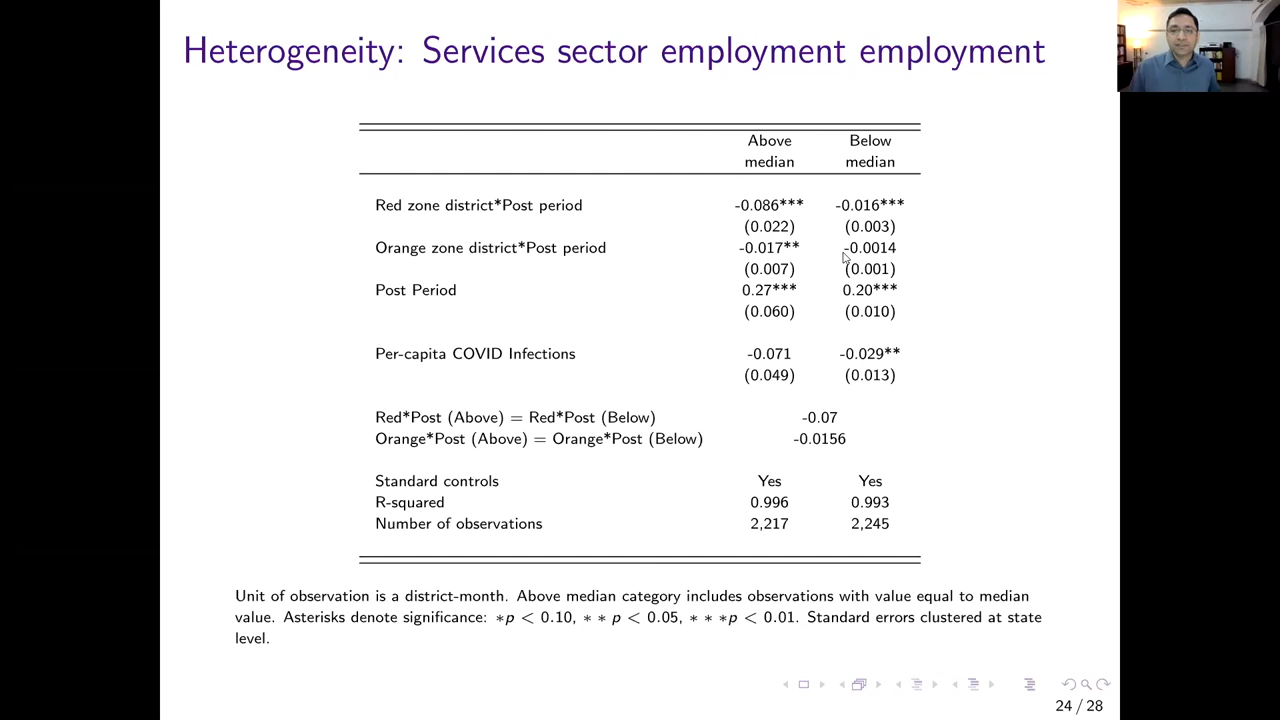 Heterogeneity: Services sector employment employment
Above Below
median median
Red zone district*Post period -0.086*** -0.016***
(0.022) (0.003)
Orange zone district*Post period -0.017** -0.0014
(0.007) (0.001)
Post Period 0.27*** 0.20***
(0.060) (0.010)
Per-capita COVID Infections -0.071 -0.029**
(0.049) (0.013)
Red*Post (Above) = Red*Post (Below) -0.07
Orange*Post (Above) = Orange*Post (Below) -0.0156
Standard controls Yes Yes
R-squared 0.996 0.993
Number of observations 2,217 2,245
Unit of observation is a district-month. Above median category includes observations with value equal to median
value. Asterisks denote significance: *p < 0.10, * * p < 0.05, * * *p < 0.01. Standard errors clustered at state
level.
24 / 28